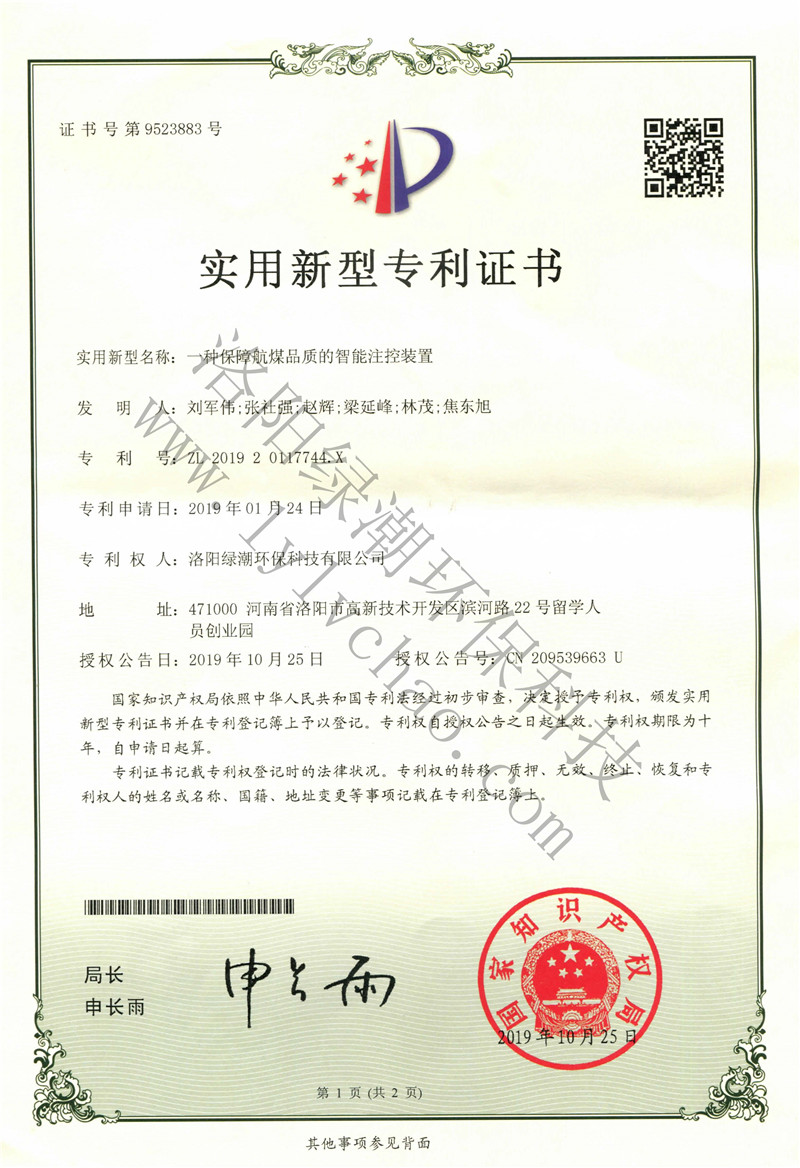 证书号第9523883号
实用新型专利证书
实用新型名称：一种保障航煤品质的智能注控装置
发明人：刘军伟;张社强;赵辉;梁延峰;林茂;焦东旭
专利号：ZL 2019 2 0117744.X
专利申请日：2019年01月24日
专利权人：洛阳绿潮环保科技有限公司
地址：471000 河南省洛阳市高新技术开发区滨河路22号留学人
员创业园
授权公告日：2019年10月25日 授权公告号：CN 209539663 U
国家知识产权局依照中华人民共和国专利法经过初步审查，决定授予专利权，颁发实用
新型专利证书并在专利登记簿上予以登记。专利权自授权公告之日起生效。专利权期限为十
年，自申请日起算。
专利证书记载专利权登记时的法律状况。专利权的转移、质押、无效、终止、恢复和专
利权人的姓名或名称、国籍、地址变更等事项记载在专利登记簿上。
洛阳绿潮环保科技
www.lylvchao.com
局长
申长雨
申长雨
国家知识产权局
2019年10月25日
第 1 页 (共 2 页)
其他事项参见背面